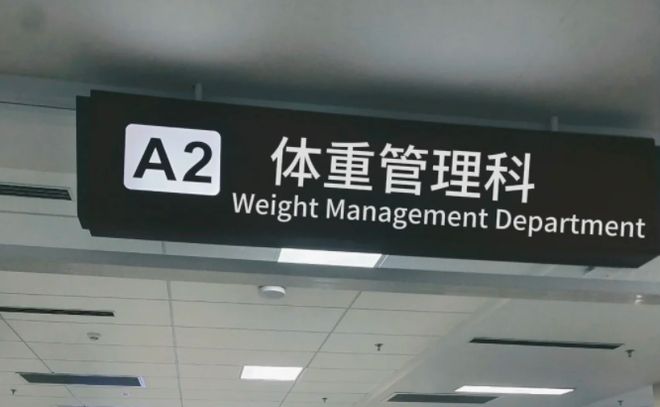 A2
体重管理科
Weight Management Department